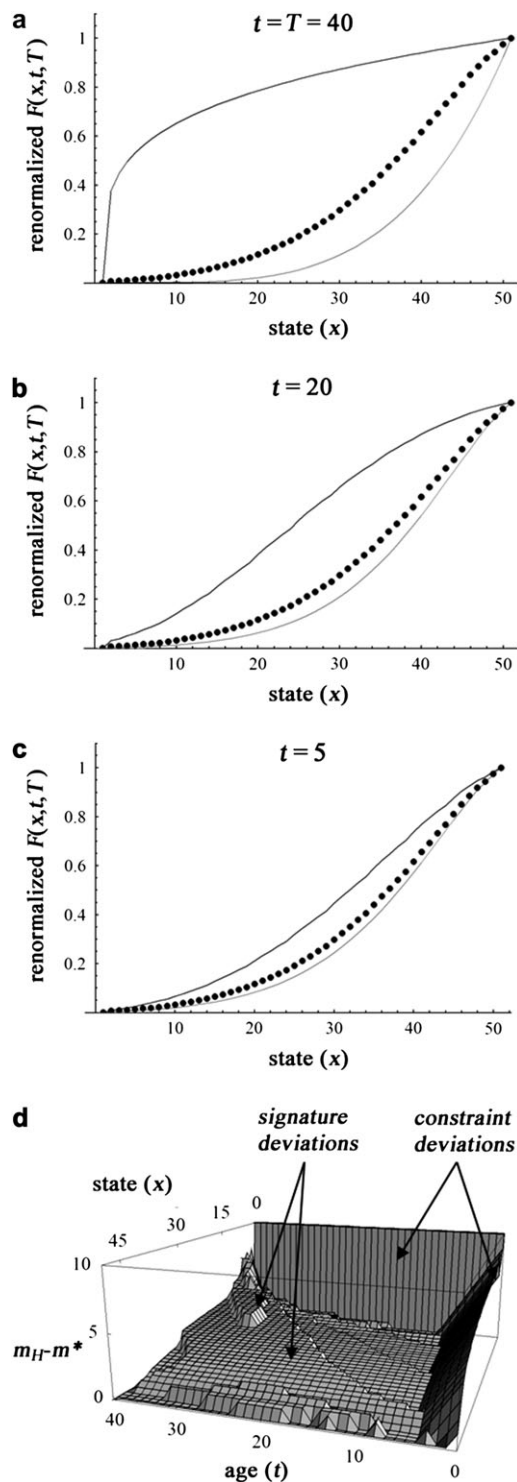 a
t = T = 40
renormalized F(x,t,T)
1
0.8
0.6
0.4
0.2
10 20 30 40 50
state (x)
b
t = 20
renormalized F(x,t,T)
1
0.8
0.6
0.4
0.2
10 20 30 40 50
state (x)
c
t = 5
renormalized F(x,t,T)
1
0.8
0.6
0.4
0.2
10 20 30 40 50
state (x)
d
signature deviations
constraint deviations
state (x)
45 30 15 0
10
5
0
m_H-m*
40 30 20 10 0
age (t)